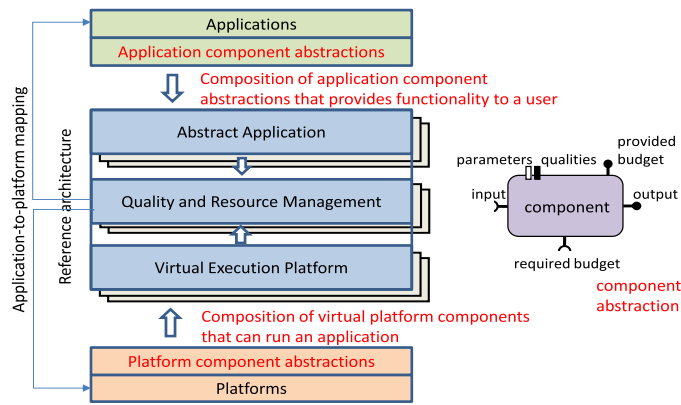 Applications
Application component abstractions
Composition of application component
abstractions that provides functionality to a user
Abstract Application
Quality and Resource Management
Virtual Execution Platform
Composition of virtual platform components
that can run an application
Platform component abstractions
Platforms
Application-to-platform mapping
Reference architecture
provided
budget
parameters
qualities
input
component
output
required budget
component
abstraction